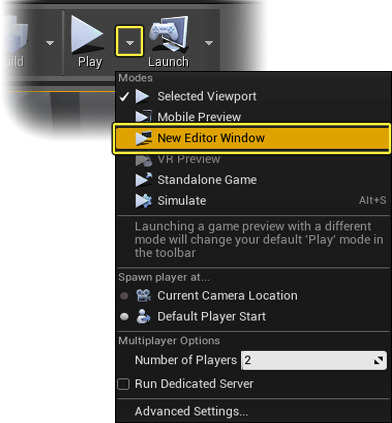 ild
Play
Launch
Modes
Selected Viewport
Mobile Preview
New Editor Window
VR Preview
Standalone Game
Simulate Alt+S
Launching a game preview with a different
mode will change your default 'Play' mode in
the toolbar
Spawn player at...
Current Camera Location
Default Player Start
Multiplayer Options
Number of Players 2
Run Dedicated Server
Advanced Settings...